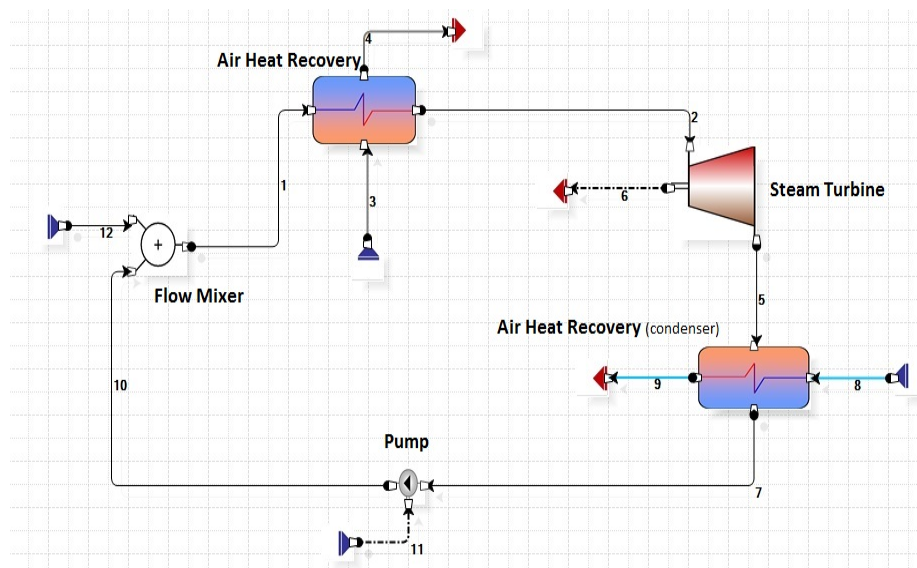 4
Air Heat Recovery
2
1
Steam Turbine
6
3
12
+
Flow Mixer
5
Air Heat Recovery (condenser)
9
8
10
Pump
7
11